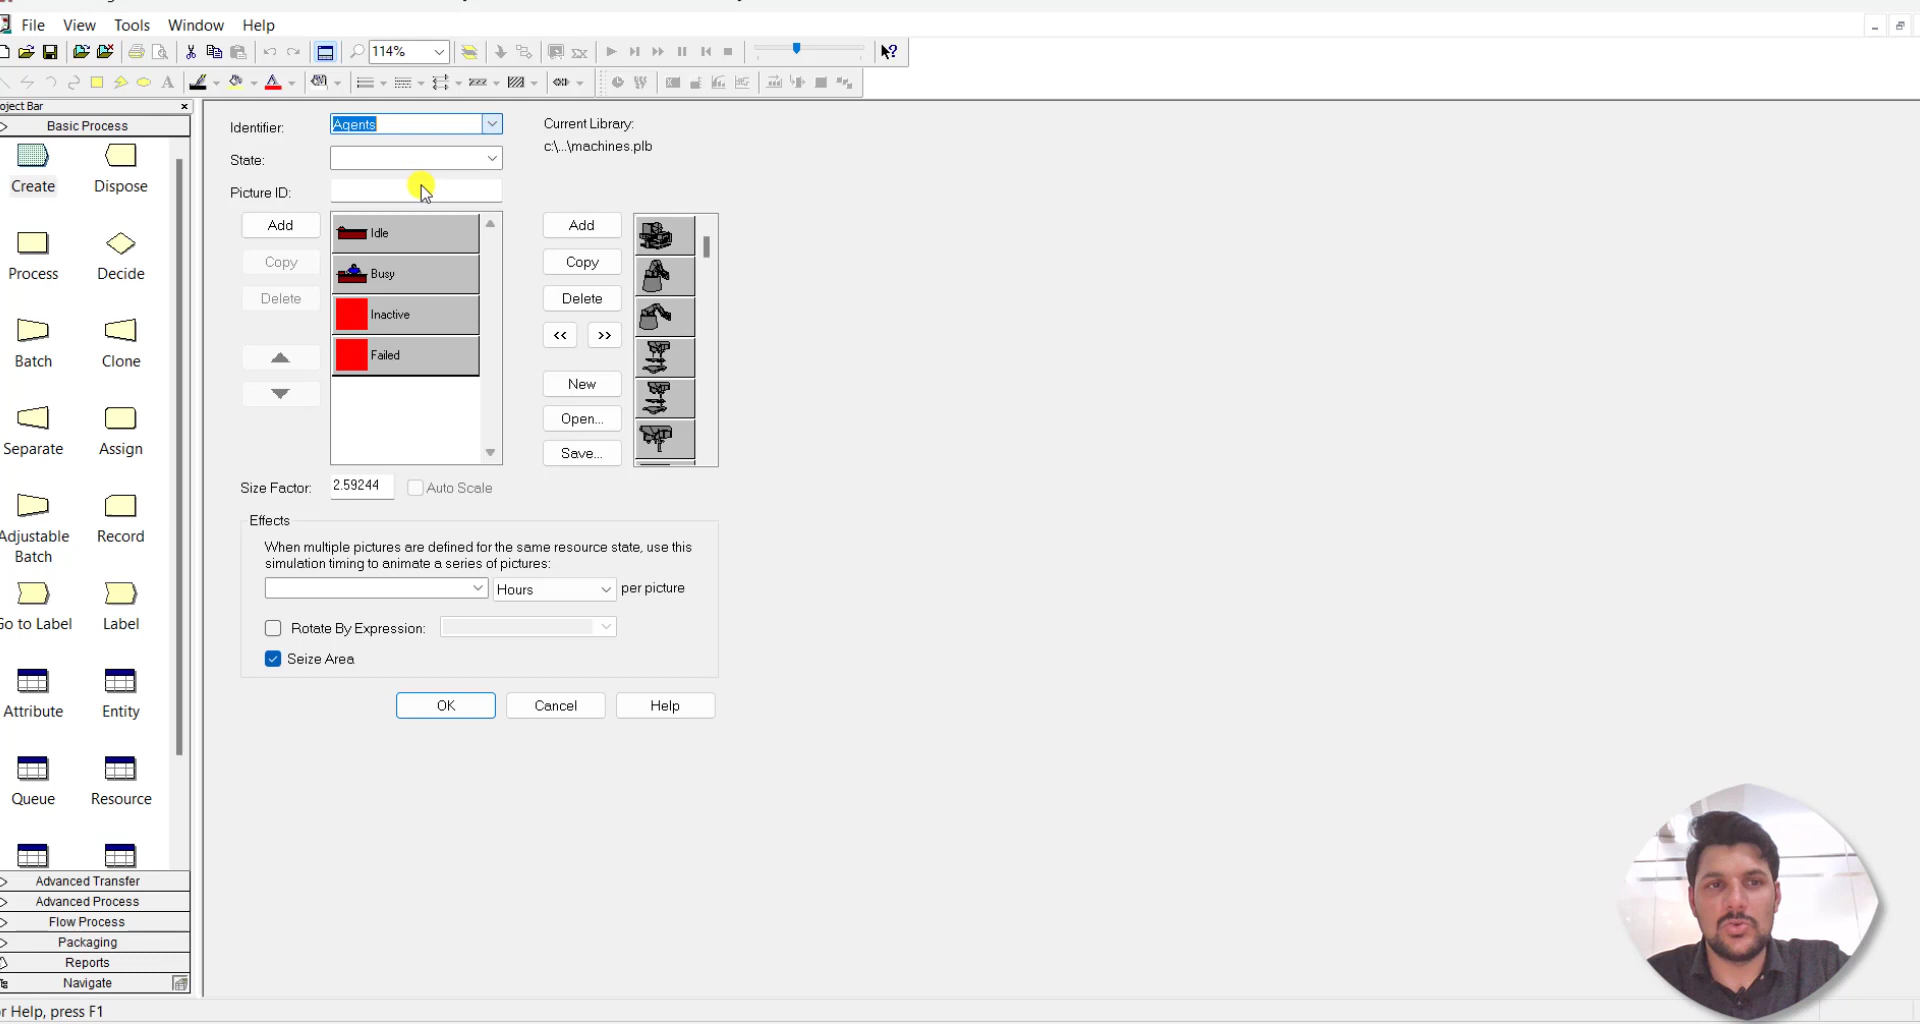 File View Tools Window Help
114%
oject Bar
Basic Process
Create Dispose
Process Decide
Batch Clone
Separate Assign
Adjustable Batch Record
Go to Label Label
Attribute Entity
Queue Resource
Advanced Transfer
Advanced Process
Flow Process
Packaging
Reports
Navigate
Identifier: Agents
State:
Picture ID:
Add
Copy
Delete
Idle
Busy
Inactive
Failed
Current Library:
c:\...\machines.plb
Add
Copy
Delete
<< >>
New
Open...
Save...
Size Factor: 2.59244 Auto Scale
Effects
When multiple pictures are defined for the same resource state, use this
simulation timing to animate a series of pictures:
Hours per picture
Rotate By Expression:
Seize Area
OK Cancel Help
or Help, press F1